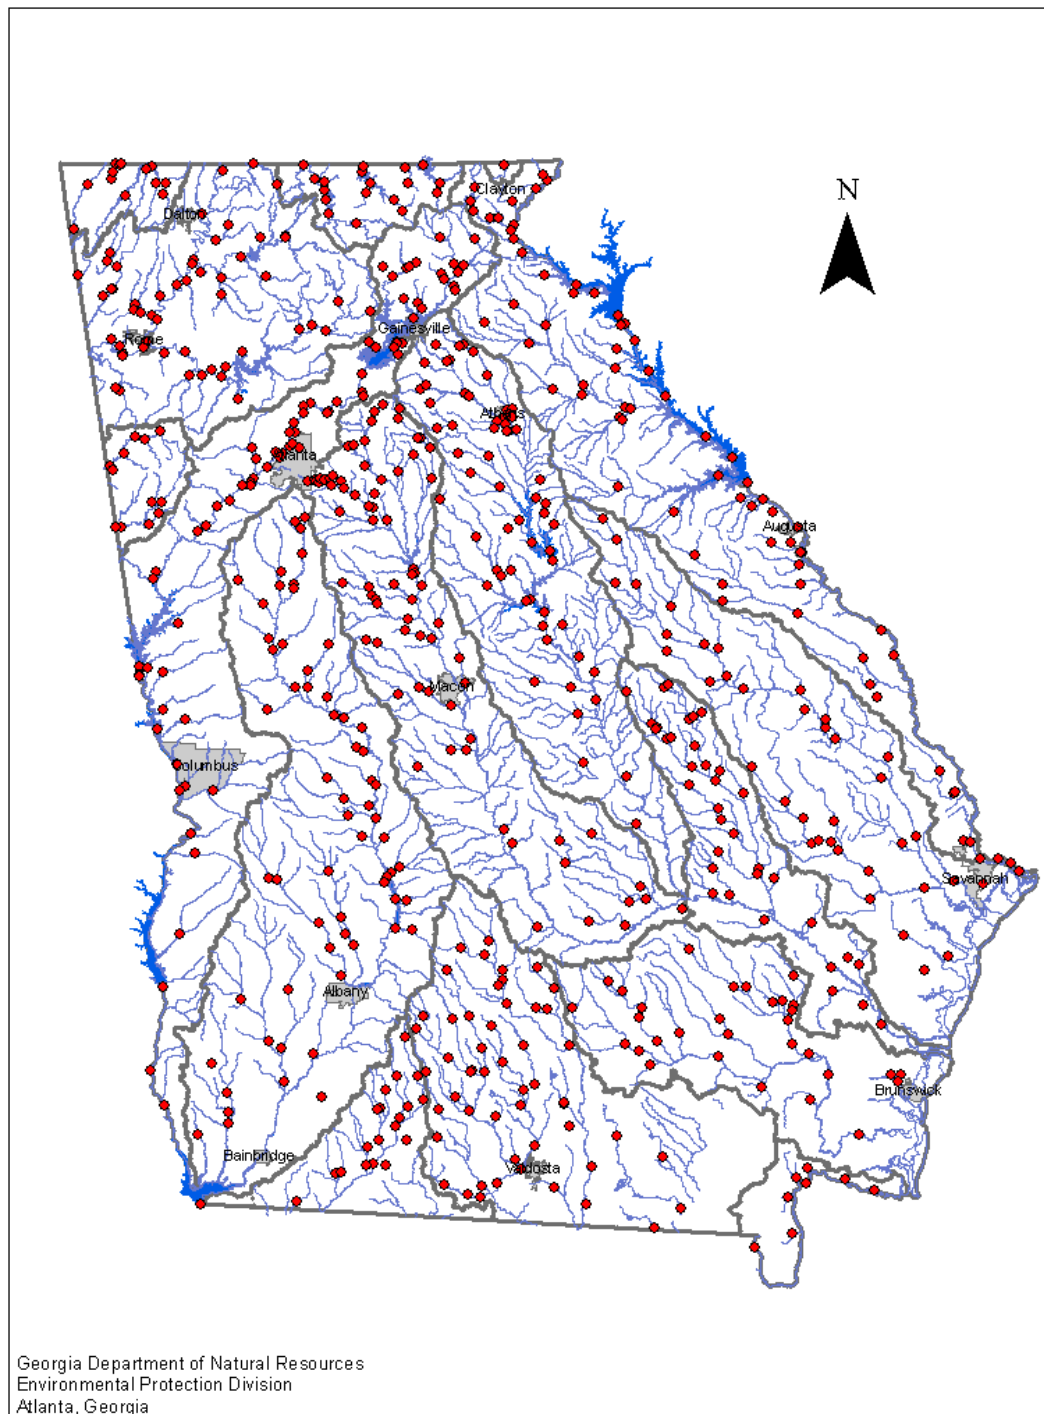 Clayton
N
Dalton
Gainesville
Rome
Athens
Atlanta
Augusta
Macon
Columbus
Savannah
Albany
Brunswick
Bainbridge
Valdosta
Georgia Department of Natural Resources
Environmental Protection Division
Atlanta, Georgia